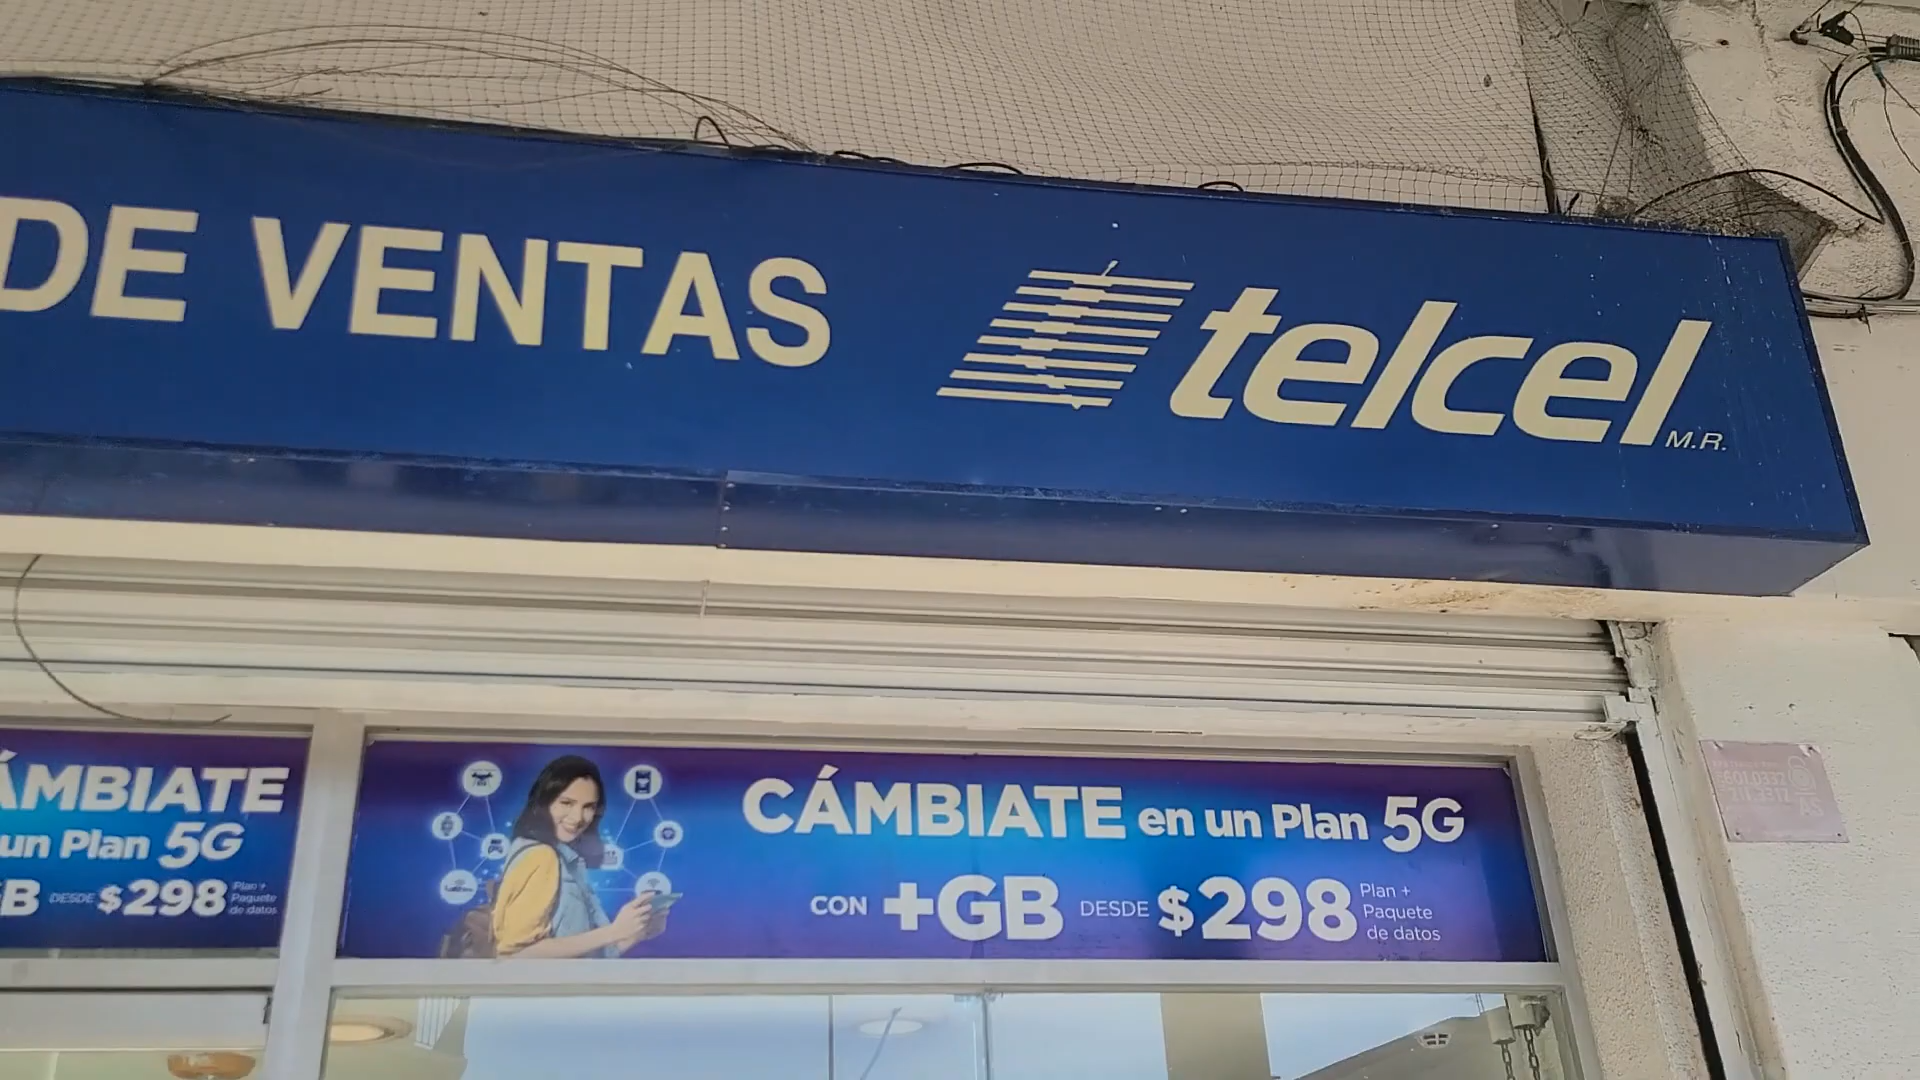 DE VENTAS
telcel
M.R.
ÁMBIATE
un Plan 5G
B DESDE $298 Plan +
Paquete
de datos
CÁMBIATE en un Plan 5G
CON +GB DESDE $298 Plan +
Paquete
de datos